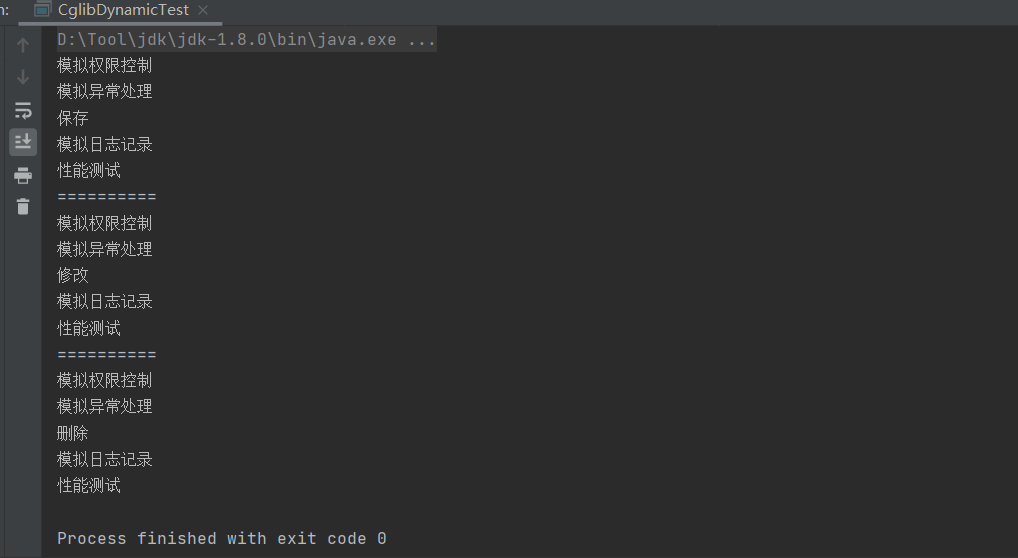 n: CglibDynamicTest
D:\Tool\jdk\jdk-1.8.0\bin\java.exe ...
模拟权限控制
模拟异常处理
保存
模拟日志记录
性能测试
==========
模拟权限控制
模拟异常处理
修改
模拟日志记录
性能测试
==========
模拟权限控制
模拟异常处理
删除
模拟日志记录
性能测试
Process finished with exit code 0